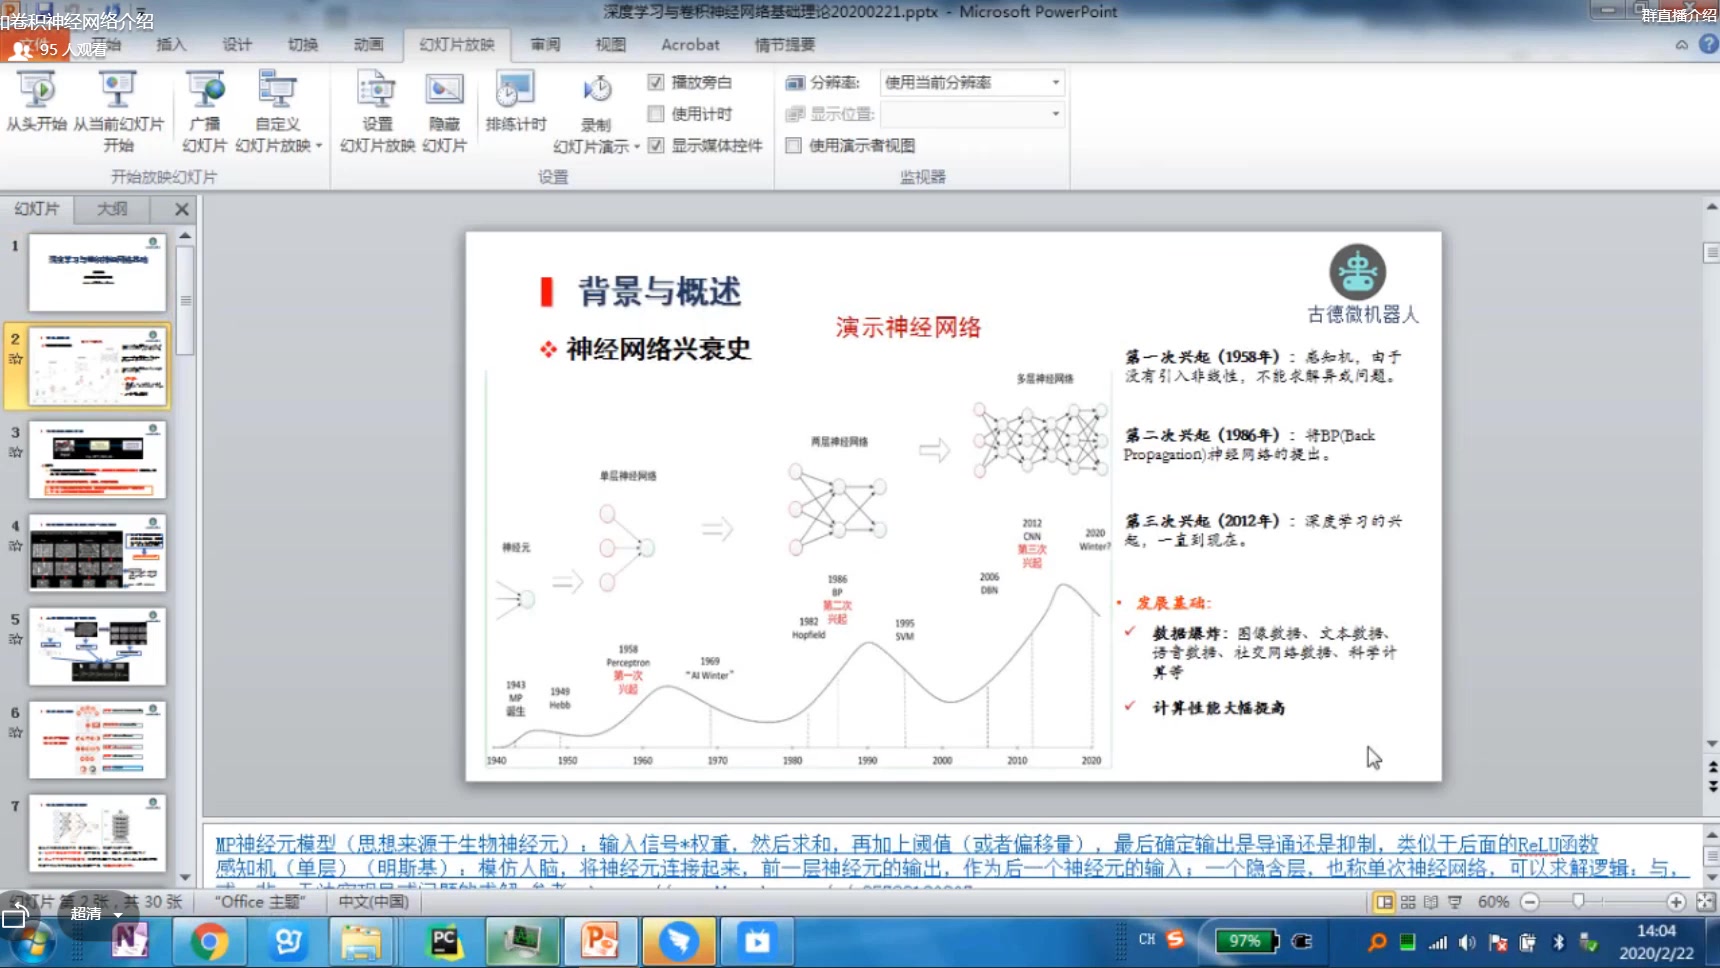 和卷积神经网络介绍
深度学习与卷积神经网络基础理论20200221.pptx - Microsoft PowerPoint
群直播介绍
95 人观看
文件
开始
插入
设计
切换
动画
幻灯片放映
审阅
视图
Acrobat
情节提要
从头开始
从当前幻灯片
开始
广播
幻灯片
自定义
幻灯片放映
设置
幻灯片放映
隐藏
幻灯片
排练计时
录制
幻灯片演示
播放旁白
使用计时
显示媒体控件
分辨率:
使用当前分辨率
显示位置:
使用演示者视图
开始放映幻灯片
设置
监视器
幻灯片
大纲
1
2
3
4
5
6
7
背景与概述
神经网络兴衰史
演示神经网络
古德微机器人
神经元
单层神经网络
两层神经网络
多层神经网络
1943
MP
诞生
1949
Hebb
1958
Perceptron
第一次
兴起
1969
"AI Winter"
1982
Hopfield
1986
BP
第二次
兴起
1995
SVM
2006
DBN
2012
CNN
第三次
兴起
2020
Winter?
1940
1950
1960
1970
1980
1990
2000
2010
2020
第一次兴起（1958年）：感知机，由于
没有引入非线性，不能求解异或问题。
第二次兴起（1986年）：将BP(Back
Propagation)神经网络的提出。
第三次兴起（2012年）：深度学习的兴
起，一直到现在。
• 发展基础:
✓ 数据爆炸：图像数据、文本数据、
语音数据、社交网络数据、科学计
算等
✓ 计算性能大幅提高
MP神经元模型（思想来源于生物神经元）：输入信号*权重，然后求和，再加上阈值（或者偏移量），最后确定输出是导通还是抑制，类似于后面的ReLU函数
感知机（单层）（明斯基）：模仿人脑，将神经元连接起来，前一层神经元的输出，作为后一个神经元的输入；一个隐含层，也称单次神经网络，可以求解逻辑：与，
幻灯片 第 2 张，共 30 张
超清
"Office 主题"
中文(中国)
60%
CH
97%
14:04
2020/2/22